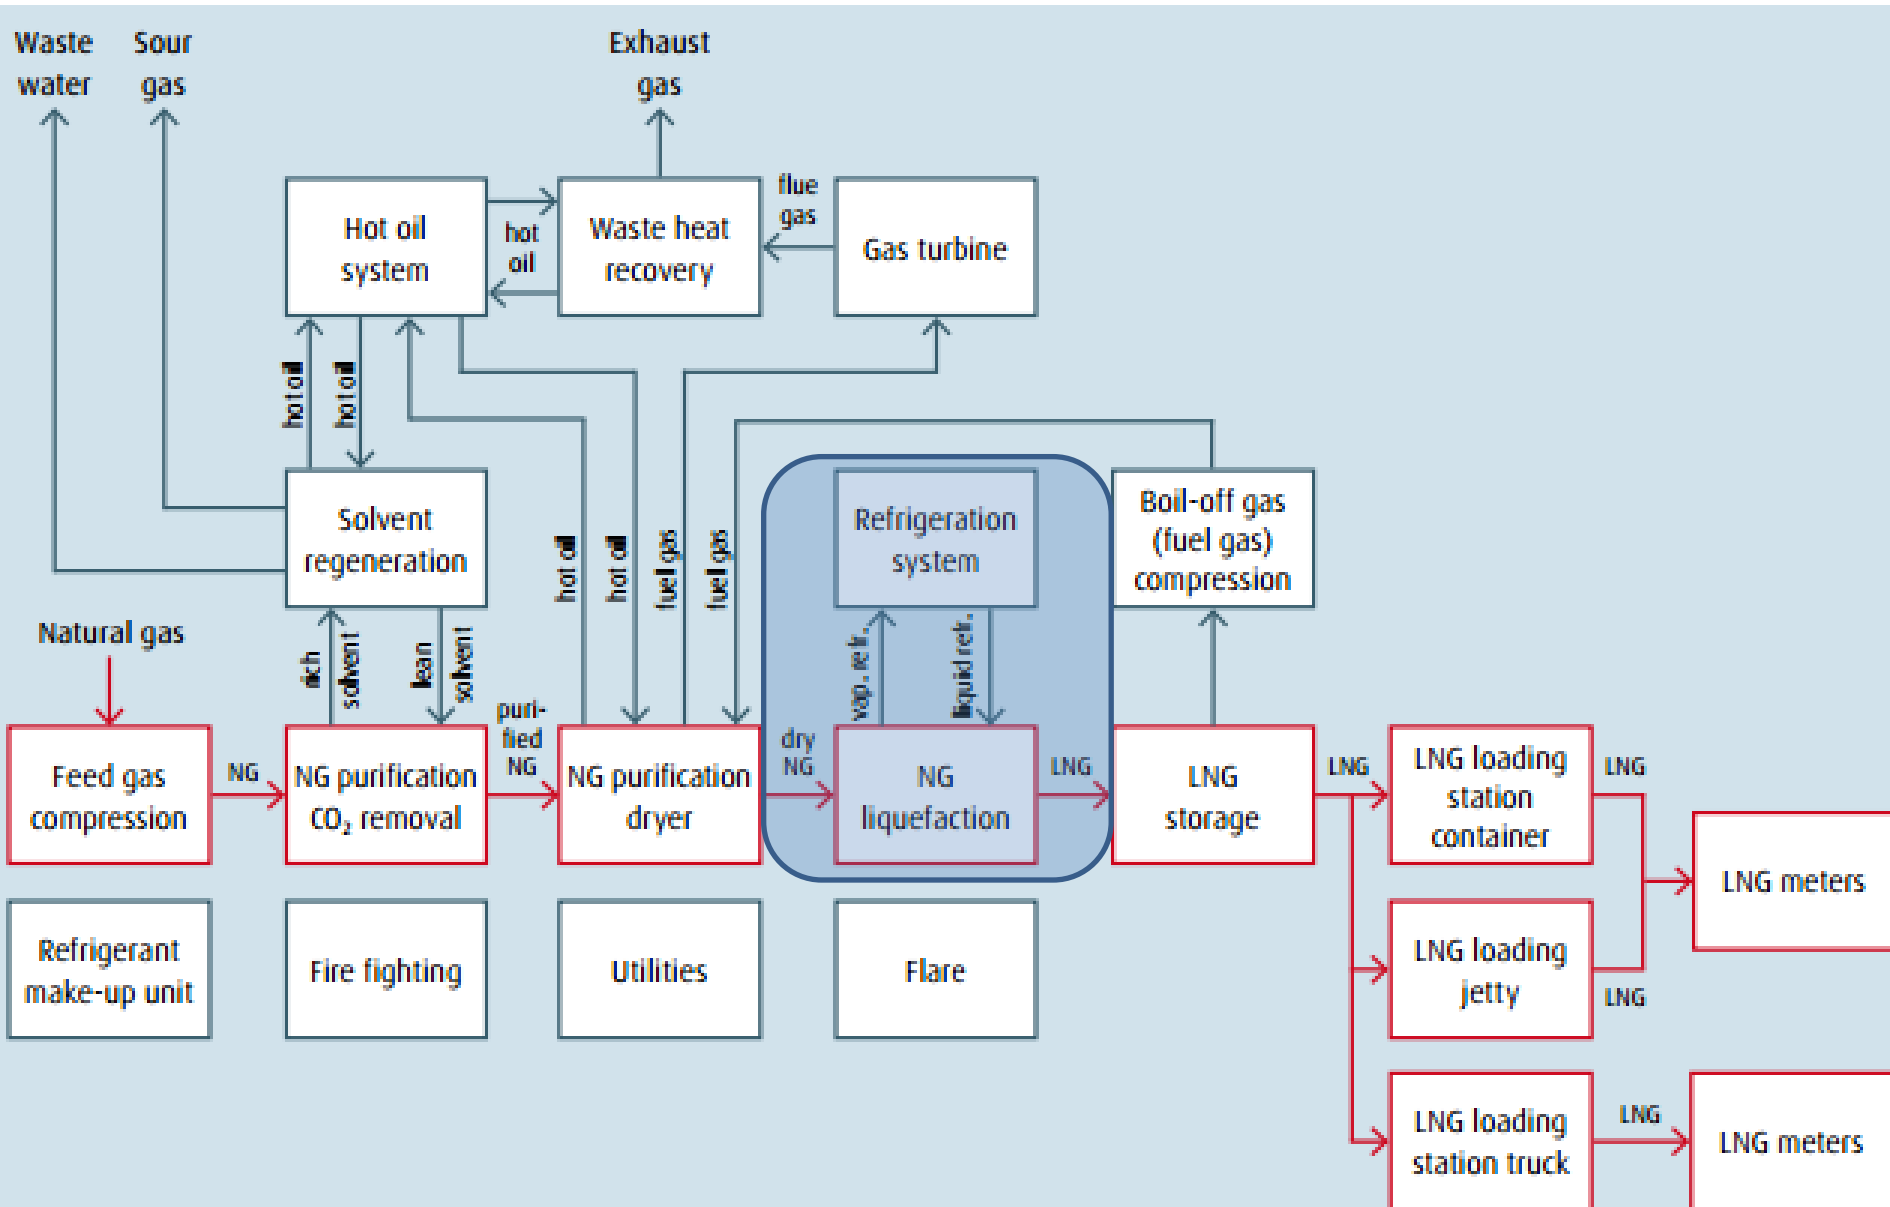 Waste
water
Sour
gas
Exhaust
gas
Hot oil
system
hot
oil
Waste heat
recovery
flue
gas
Gas turbine
hot oil
hot oil
Solvent
regeneration
hot oil
hot oil
fuel gas
fuel gas
Refrigeration
system
Boil-off gas
(fuel gas)
compression
Natural gas
rich
solvent
lean
solvent
vap. refr.
liquid refr.
Feed gas
compression
NG
NG purification
CO₂ removal
puri-
fied
NG
NG purification
dryer
dry
NG
NG
liquefaction
LNG
LNG
storage
LNG
LNG loading
station
container
LNG
LNG meters
Refrigerant
make-up unit
Fire fighting
Utilities
Flare
LNG loading
jetty
LNG
LNG loading
station truck
LNG
LNG meters